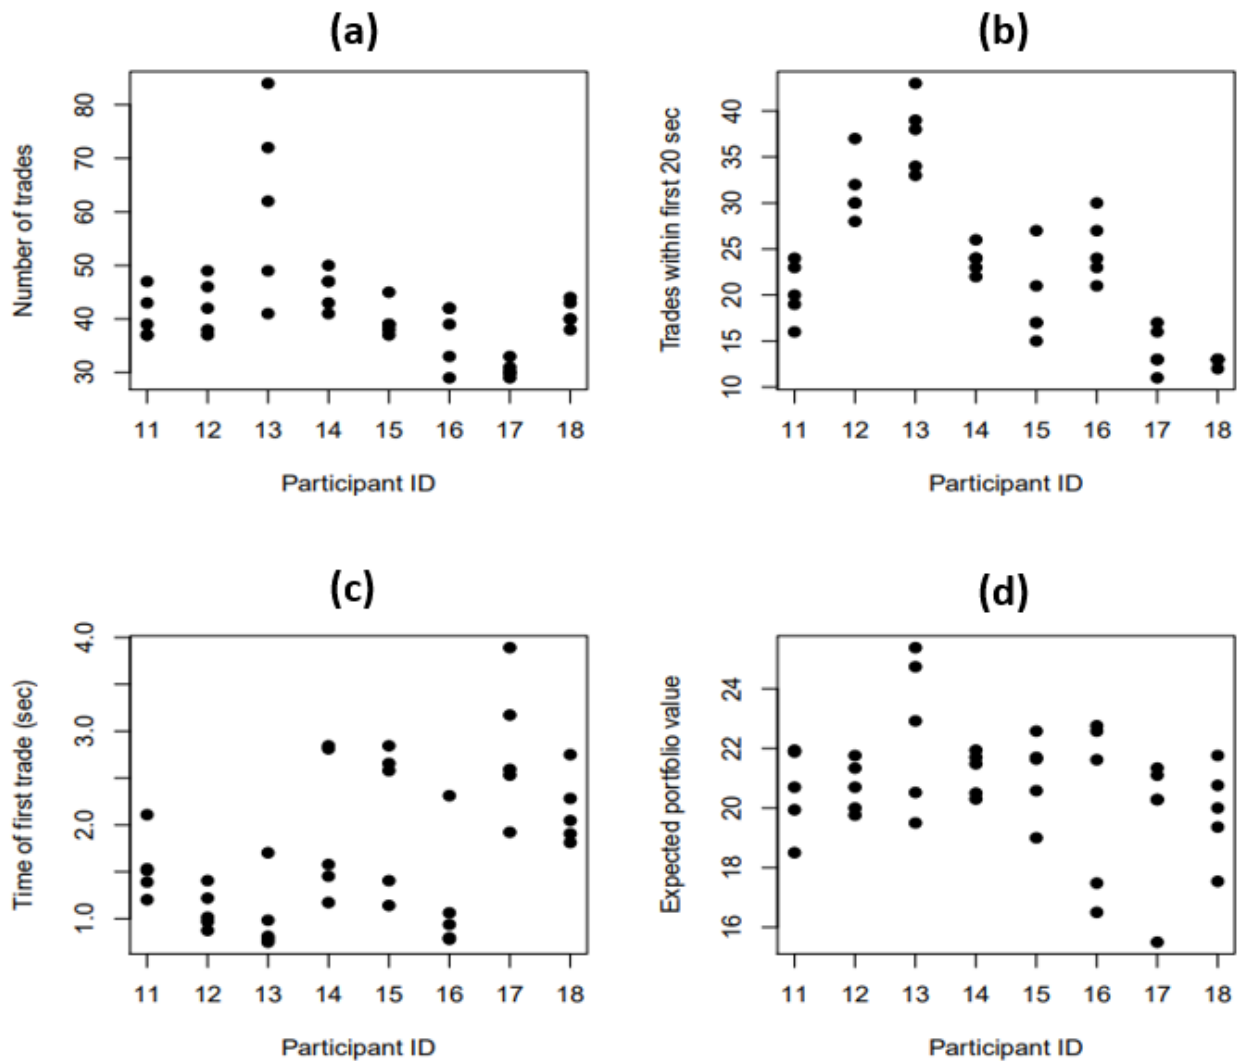 (a)
Number of trades
80
70
60
50
40
30
11 12 13 14 15 16 17 18
Participant ID
(b)
Trades within first 20 sec
40
35
30
25
20
15
10
11 12 13 14 15 16 17 18
Participant ID
(c)
Time of first trade (sec)
4.0
3.0
2.0
1.0
11 12 13 14 15 16 17 18
Participant ID
(d)
Expected portfolio value
24
22
20
18
16
11 12 13 14 15 16 17 18
Participant ID